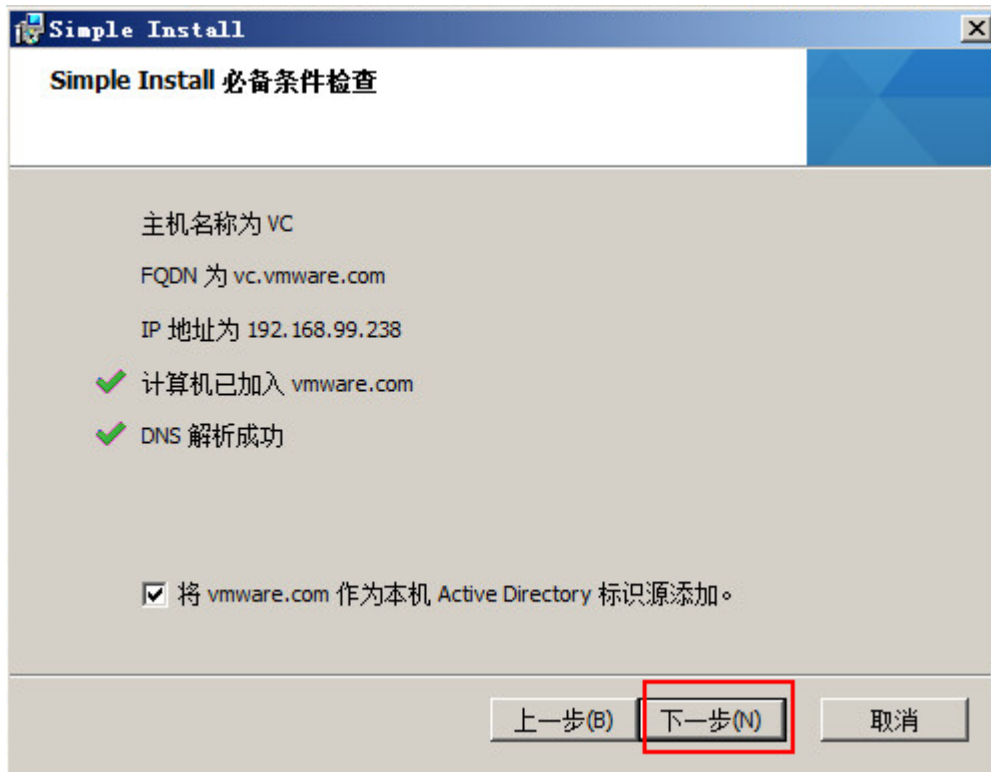 Simple Install
Simple Install 必备条件检查
主机名称为 VC
FQDN 为 vc.vmware.com
IP 地址为 192.168.99.238
计算机已加入 vmware.com
DNS 解析成功
将 vmware.com 作为本机 Active Directory 标识源添加。
上一步(B) 下一步(N) 取消